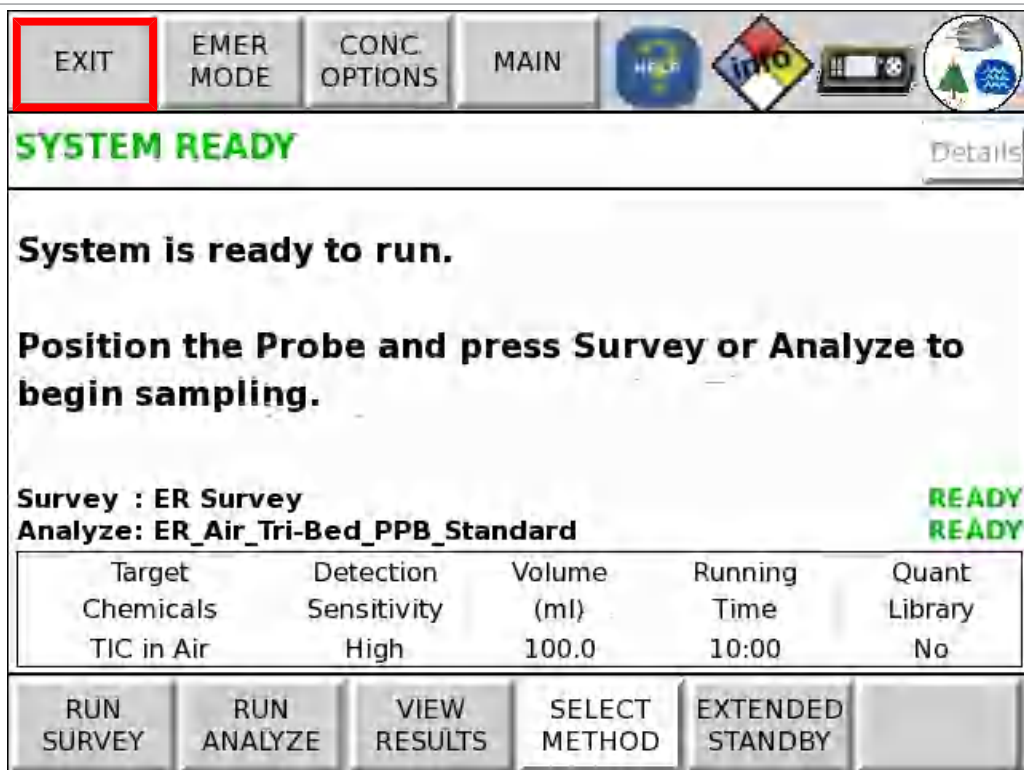 EXIT
EMER
MODE
CONC.
OPTIONS
MAIN
HELP
info
SYSTEM READY
Details
System is ready to run.
Position the Probe and press Survey or Analyze to
begin sampling.
Survey : ER Survey READY
Analyze: ER_Air_Tri-Bed_PPB_Standard READY
Target Detection Volume Running Quant
Chemicals Sensitivity (ml) Time Library
TIC in Air High 100.0 10:00 No
RUN
SURVEY
RUN
ANALYZE
VIEW
RESULTS
SELECT
METHOD
EXTENDED
STANDBY